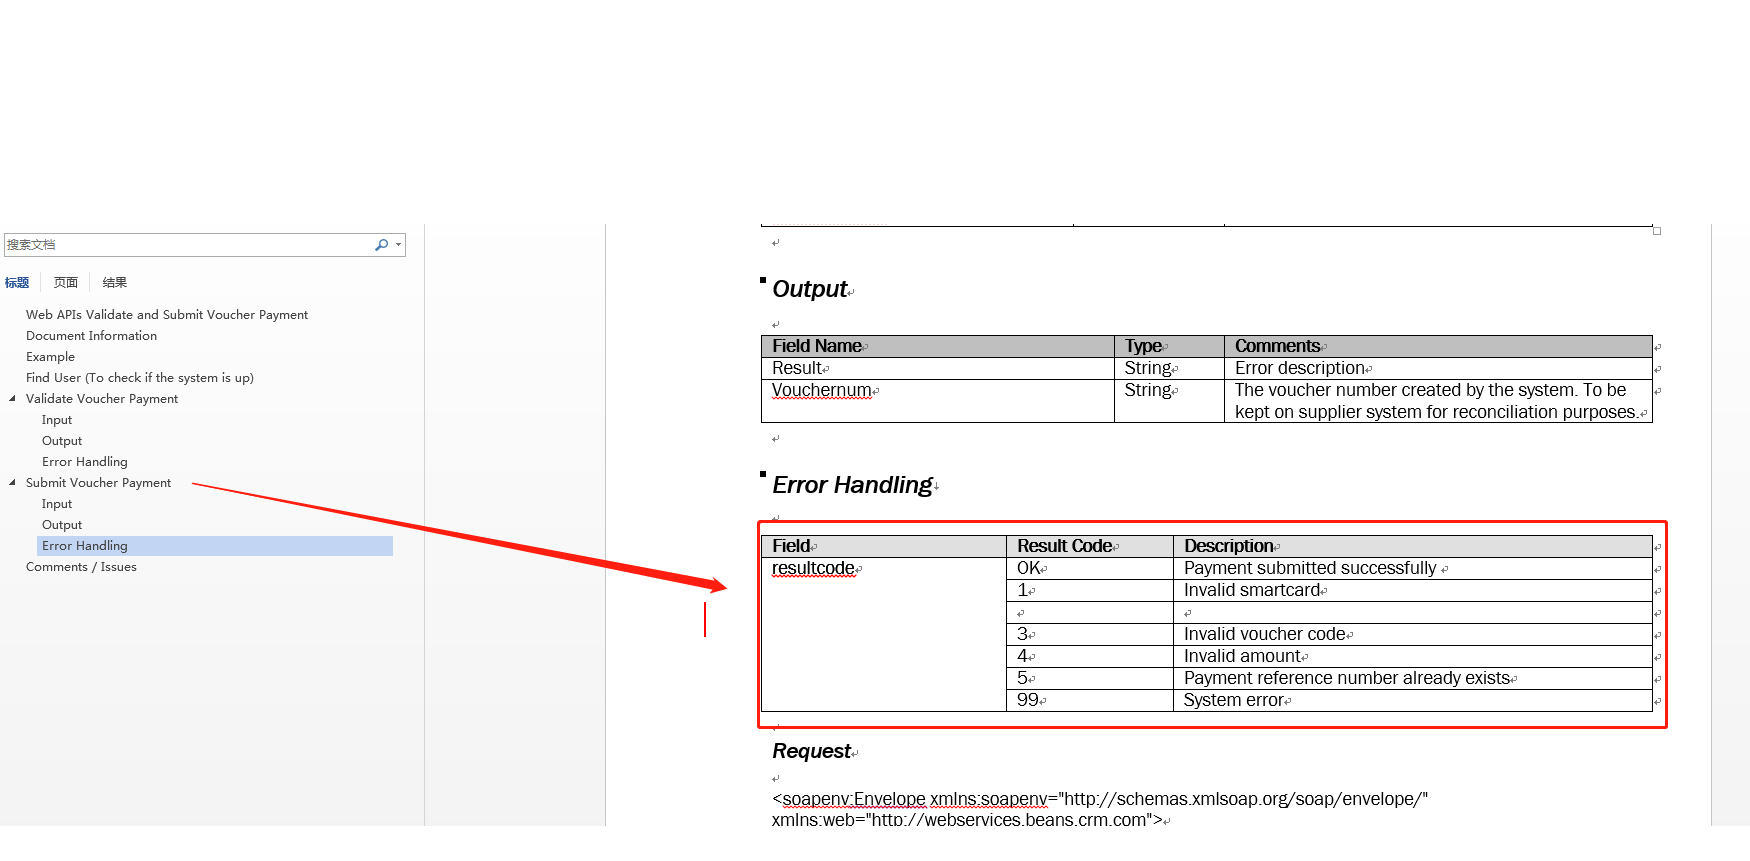 搜索文档
标题 页面 结果
Web APIs Validate and Submit Voucher Payment
Document Information
Example
Find User (To check if the system is up)
Validate Voucher Payment
Input
Output
Error Handling
Submit Voucher Payment
Input
Output
Error Handling
Comments / Issues
Output
Field Name Type Comments
Result String Error description
Vouchernum String The voucher number created by the system. To be
kept on supplier system for reconciliation purposes.
Error Handling
Field Result Code Description
resultcode OK Payment submitted successfully
1 Invalid smartcard
3 Invalid voucher code
4 Invalid amount
5 Payment reference number already exists
99 System error
Request
<soapenv:Envelope xmlns:soapenv="http://schemas.xmlsoap.org/soap/envelope/"
xmlns:web="http://webservices.beans.crm.com">